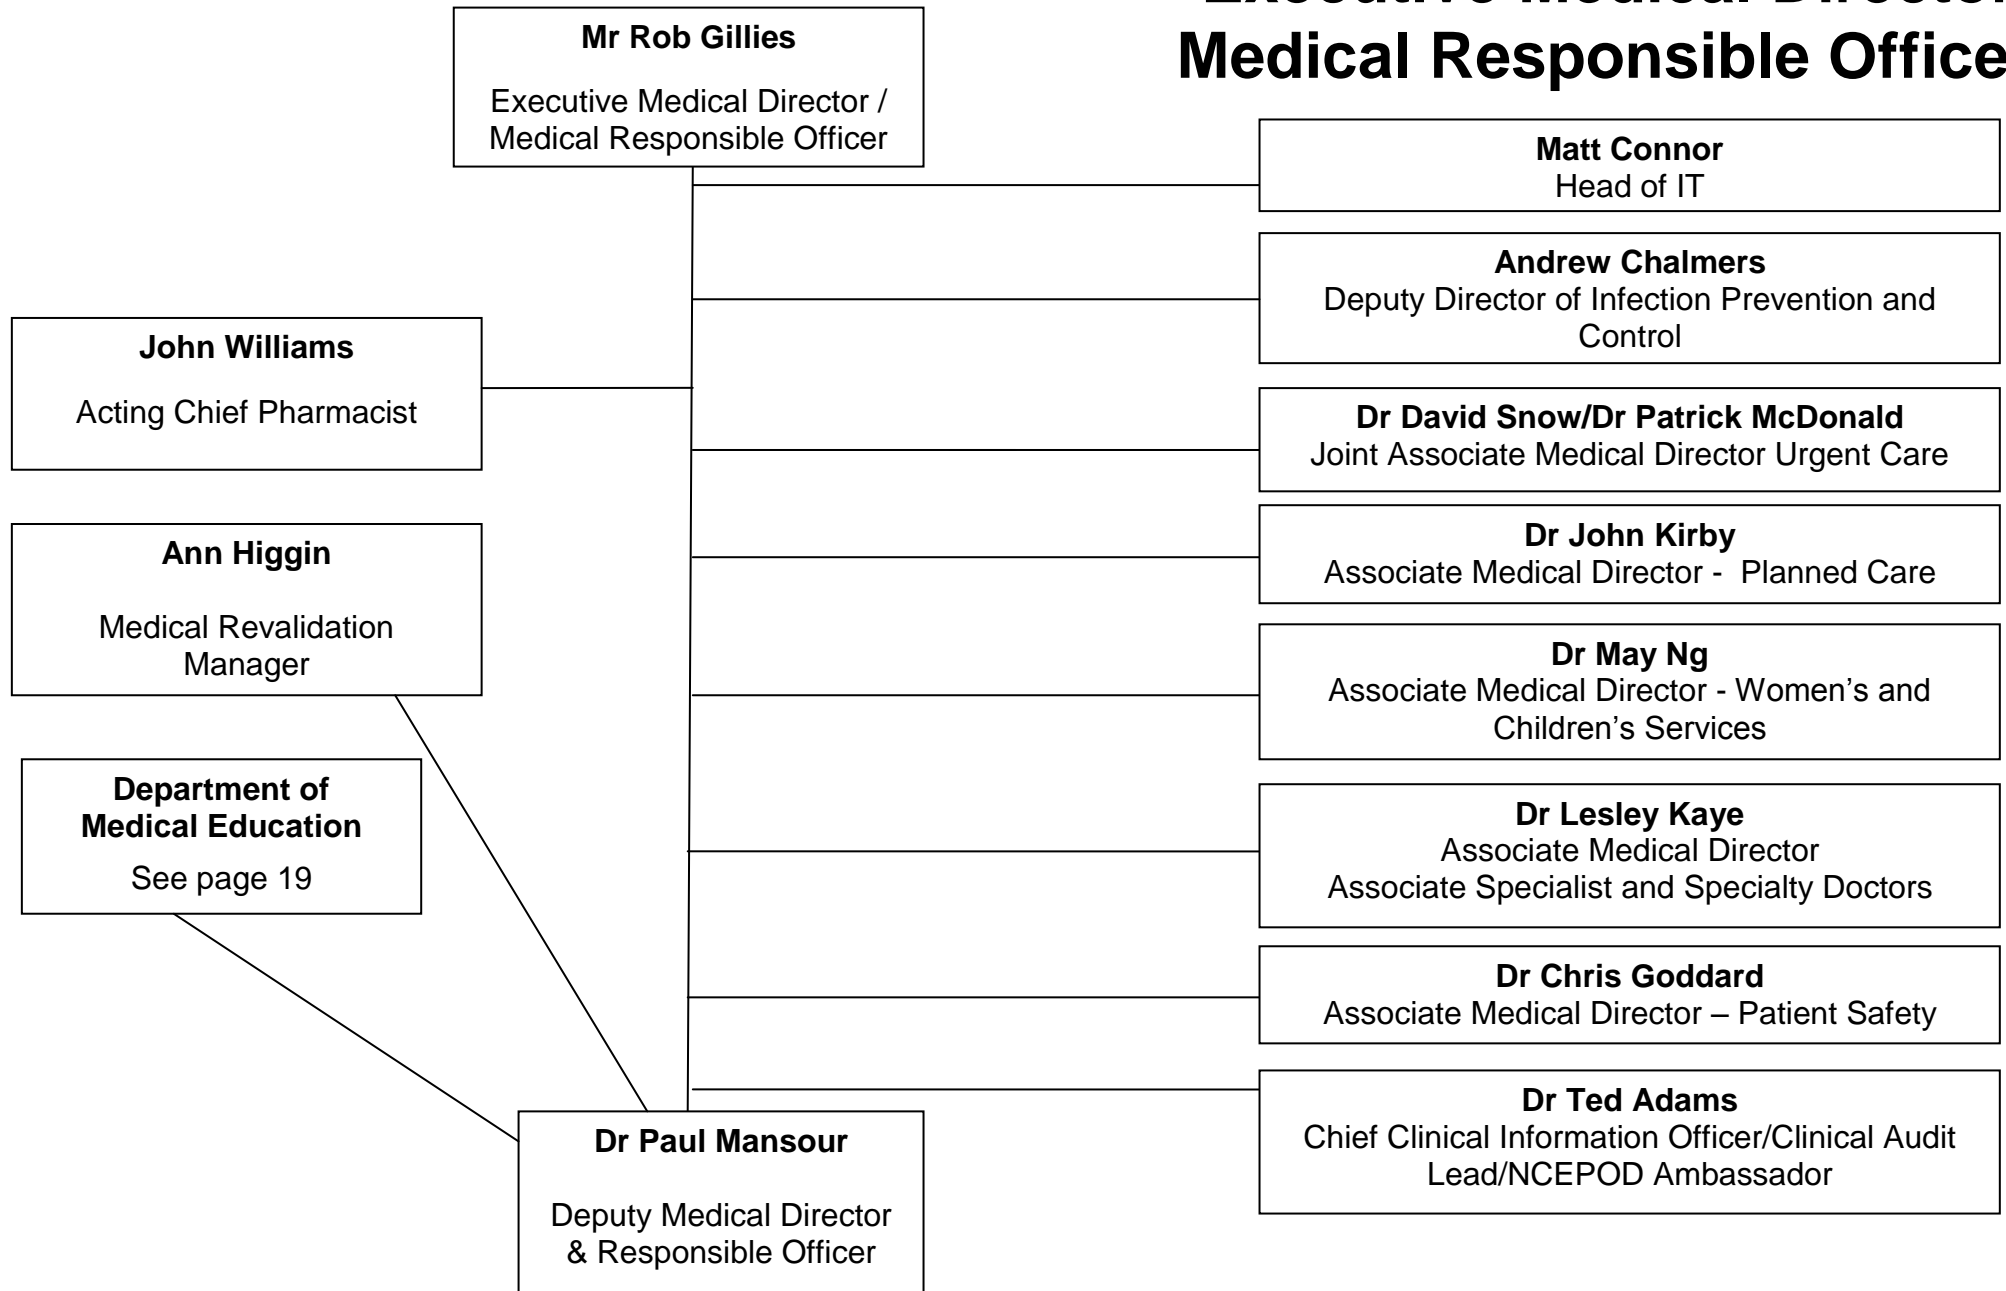 Executive Medical Director
Medical Responsible Office
Mr Rob Gillies
Executive Medical Director /
Medical Responsible Officer
Matt Connor
Head of IT
Andrew Chalmers
Deputy Director of Infection Prevention and
Control
John Williams
Acting Chief Pharmacist
Dr David Snow/Dr Patrick McDonald
Joint Associate Medical Director Urgent Care
Dr John Kirby
Associate Medical Director -  Planned Care
Ann Higgin
Medical Revalidation
Manager
Dr May Ng
Associate Medical Director - Women’s and
Children’s Services
Department of
Medical Education
See page 19
Dr Lesley Kaye
Associate Medical Director
Associate Specialist and Specialty Doctors
Dr Chris Goddard
Associate Medical Director – Patient Safety
Dr Ted Adams
Chief Clinical Information Officer/Clinical Audit
Lead/NCEPOD Ambassador
Dr Paul Mansour
Deputy Medical Director
& Responsible Officer